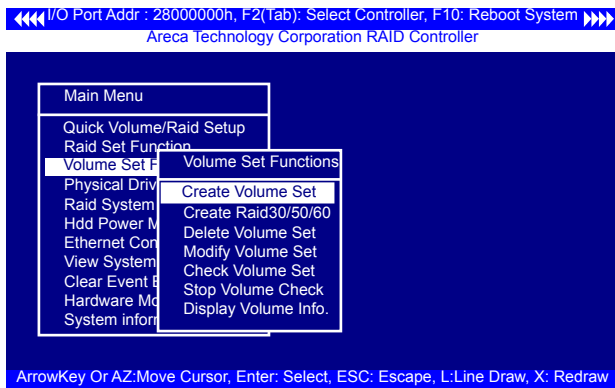 I/O Port Addr : 28000000h, F2(Tab): Select Controller, F10: Reboot System
Areca Technology Corporation RAID Controller
Main Menu
Quick Volume/Raid Setup
Raid Set Function
Volume Set F
Physical Driv
Raid System
Hdd Power M
Ethernet Con
View System
Clear Event B
Hardware Mo
System inforr
Volume Set Functions
Create Volume Set
Create Raid30/50/60
Delete Volume Set
Modify Volume Set
Check Volume Set
Stop Volume Check
Display Volume Info.
ArrowKey Or AZ:Move Cursor, Enter: Select, ESC: Escape, L:Line Draw, X: Redraw